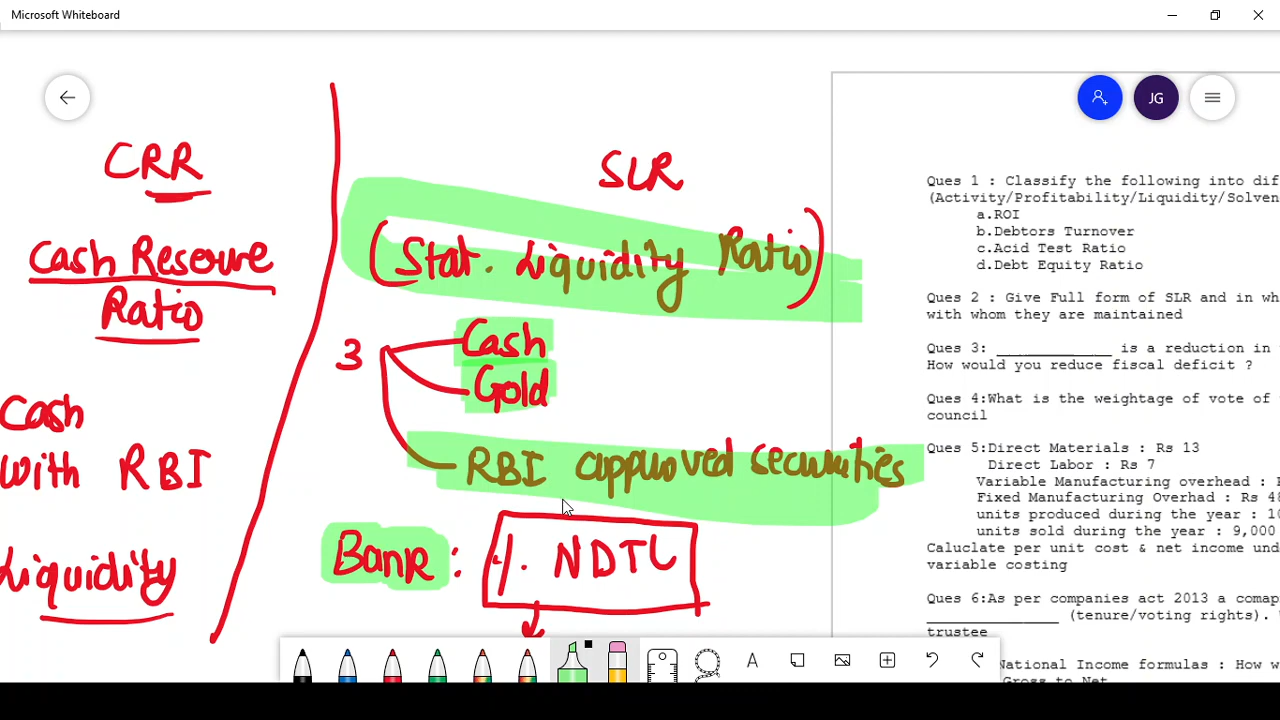 Microsoft Whiteboard
JG
CRR
Cash Reserve
Ratio
Cash
with RBI
Liquidity
SLR
(Stat. Liquidity Ratio)
3
Cash
Gold
RBI approved securities
Bank : %. NDTL
Ques 1 : Classify the following into dif
(Activity/Profitability/Liquidity/Solven
a.ROI
b.Debtors Turnover
c.Acid Test Ratio
d.Debt Equity Ratio
Ques 2 : Give Full form of SLR and in wh
with whom they are maintained
Ques 3: ____________ is a reduction in
How would you reduce fiscal deficit ?
Ques 4:What is the weightage of vote of
council
Ques 5:Direct Materials : Rs 13
Direct Labor : Rs 7
Variable Manufacturing overhead :
Fixed Manufacturing Overhad : Rs 48
units produced during the year : 10
units sold during the year : 9,000
Caluclate per unit cost & net income und
variable costing
Ques 6:As per companies act 2013 a comap
______________ (tenure/voting rights).
trustee
National Income formulas : How w
Gross to Net
A